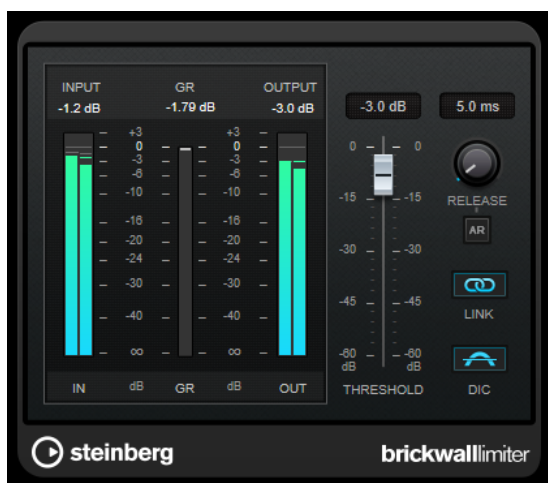 INPUT GR OUTPUT
-1.2 dB -1.79 dB -3.0 dB -3.0 dB 5.0 ms
+3 +3
0 0 0 0
-3 -3
-6 -6
-10 -10
-15 -15 RELEASE
-16 -16
AR
-20 -20
-24 -24
-30 -30
-30 -30
-45 -45
-40 -40
LINK
∞ ∞
-60 -60
dB dB
IN dB GR dB OUT THRESHOLD DIC
steinberg brickwalllimiter